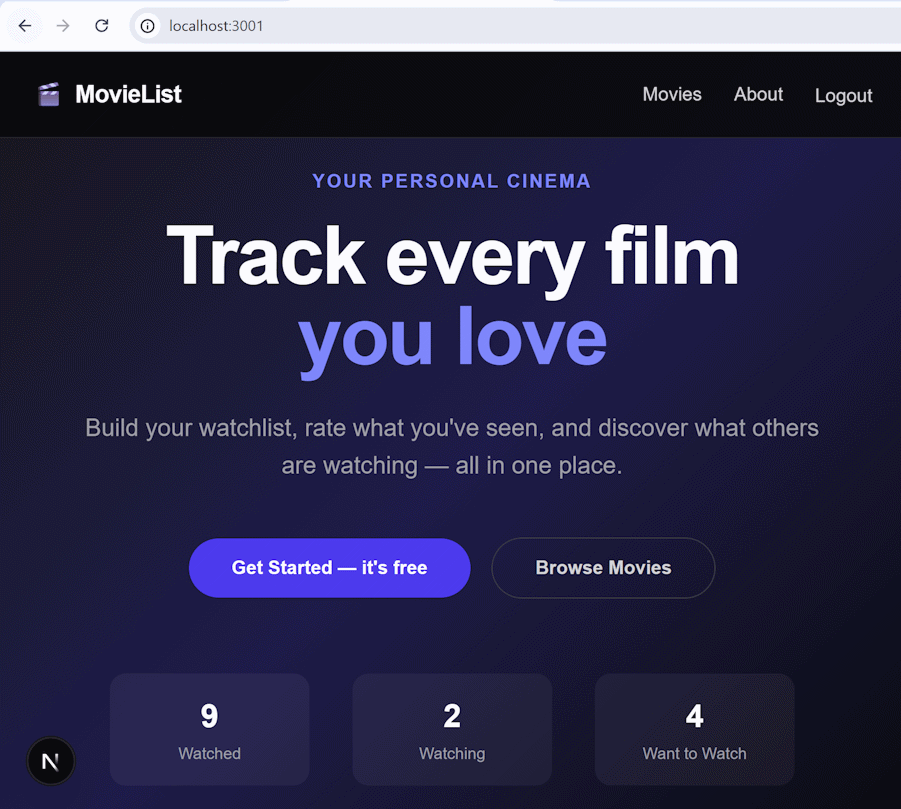 localhost:3001
MovieList
Movies About Logout
YOUR PERSONAL CINEMA
Track every film
you love
Build your watchlist, rate what you've seen, and discover what others
are watching — all in one place.
Get Started — it's free
Browse Movies
9
Watched
2
Watching
4
Want to Watch
N